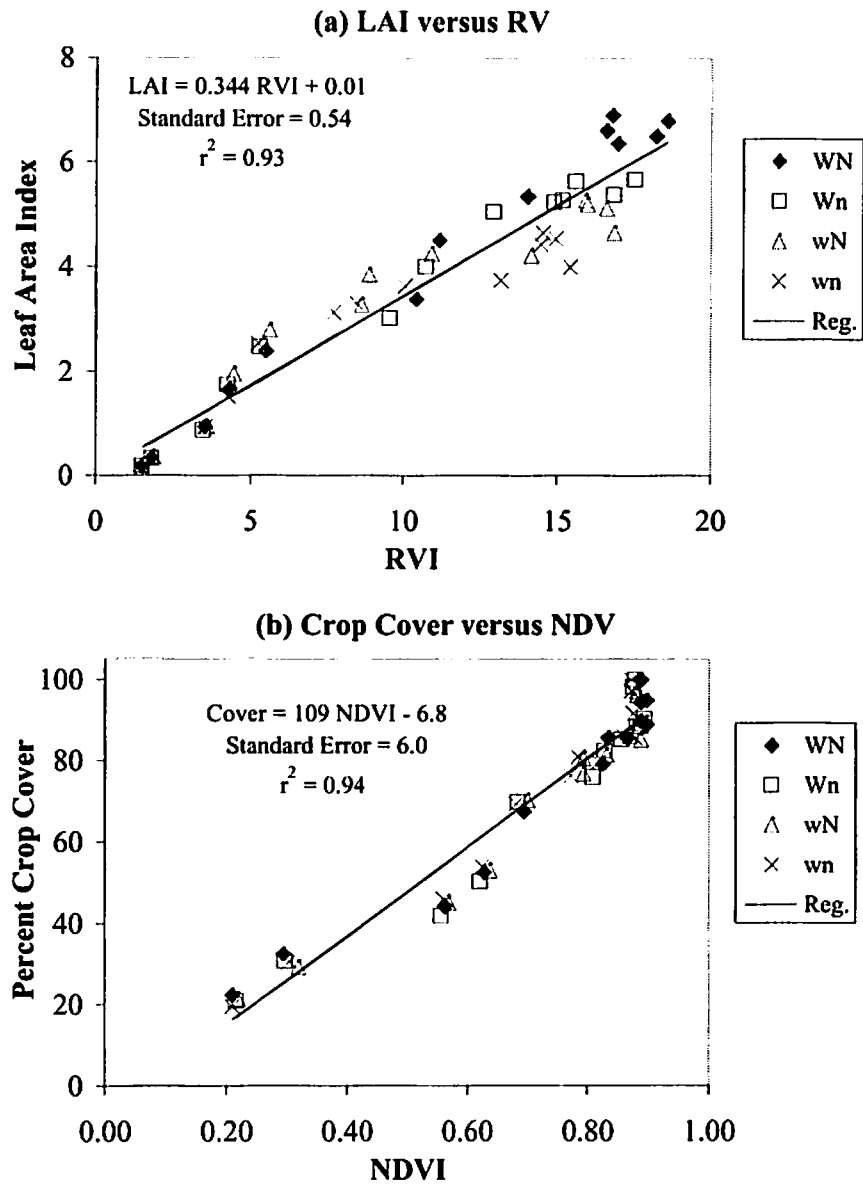 (a) LAI versus RV
LAI = 0.344 RVI + 0.01
Standard Error = 0.54
r² = 0.93
Leaf Area Index
8
6
4
2
0
0 5 10 15 20
RVI
WN
Wn
wN
wn
Reg.
(b) Crop Cover versus NDV
Cover = 109 NDVI - 6.8
Standard Error = 6.0
r² = 0.94
Percent Crop Cover
100
80
60
40
20
0
0.00 0.20 0.40 0.60 0.80 1.00
NDVI
WN
Wn
wN
wn
Reg.